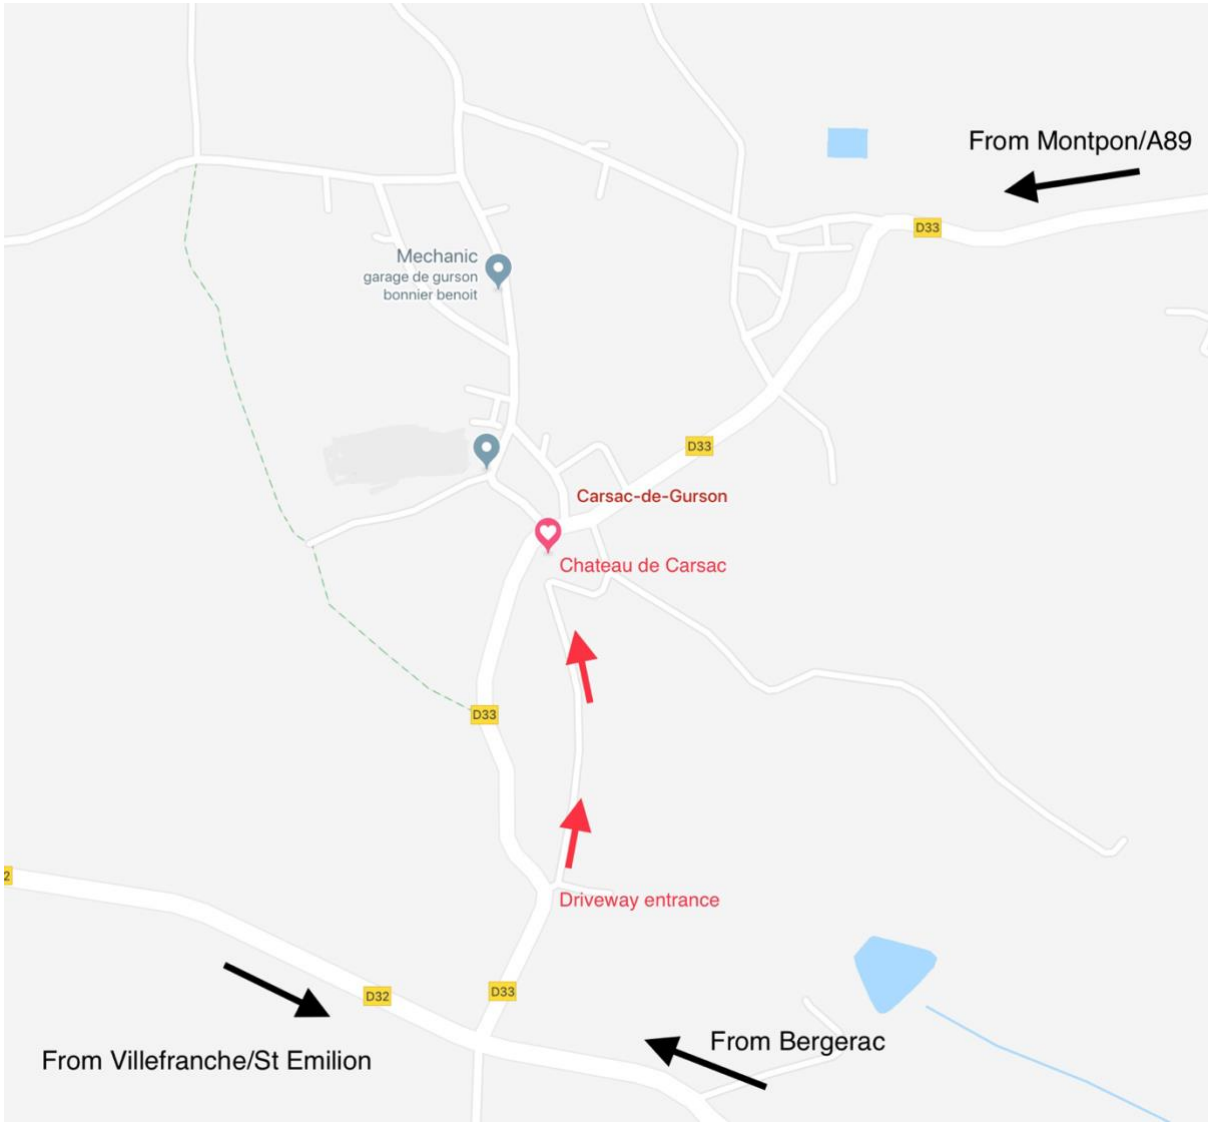 From Montpon/A89
D33
Mechanic
garage de gurson
bonnier benoit
D33
Carsac-de-Gurson
Chateau de Carsac
D33
2
Driveway entrance
D32
D33
From Bergerac
From Villefranche/St Emilion